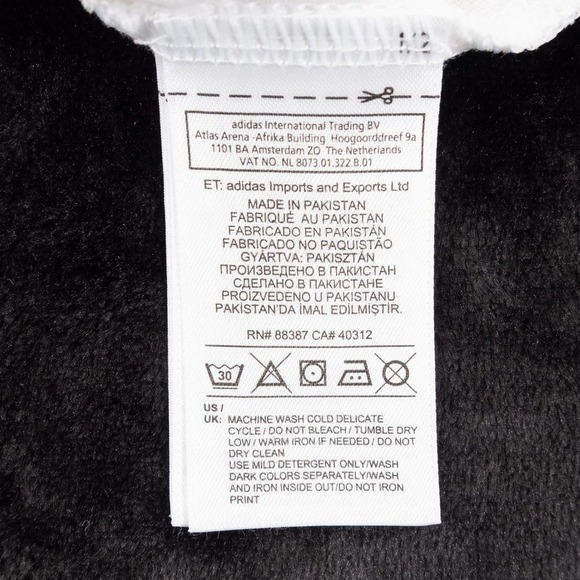 adidas International Trading BV
Atlas Arena -Afrika Building Hoogoorddreef 9a
1101 BA Amsterdam ZO The Netherlands
VAT NO. NL 8073.01.322.B.01
ET: adidas Imports and Exports Ltd
MADE IN PAKISTAN
FABRIQUÉ AU PAKISTAN
FABRICADO EN PAKISTÁN
FABRICADO NO PAQUISTÃO
GYÁRTVA: PAKISZTÁN
ПРОИЗВЕДЕНО В ПАКИСТАН
СДЕЛАНО В ПАКИСТАНЕ
PROIZVEDENO U PAKISTANU
PAKİSTAN'DA İMAL EDİLMİŞTİR.
RN# 88387 CA# 40312
30
US /
UK: MACHINE WASH COLD DELICATE
CYCLE / DO NOT BLEACH / TUMBLE DRY
LOW / WARM IRON IF NEEDED / DO NOT
DRY CLEAN
USE MILD DETERGENT ONLY/WASH
DARK COLORS SEPARATELY/WASH
AND IRON INSIDE OUT/DO NOT IRON
PRINT